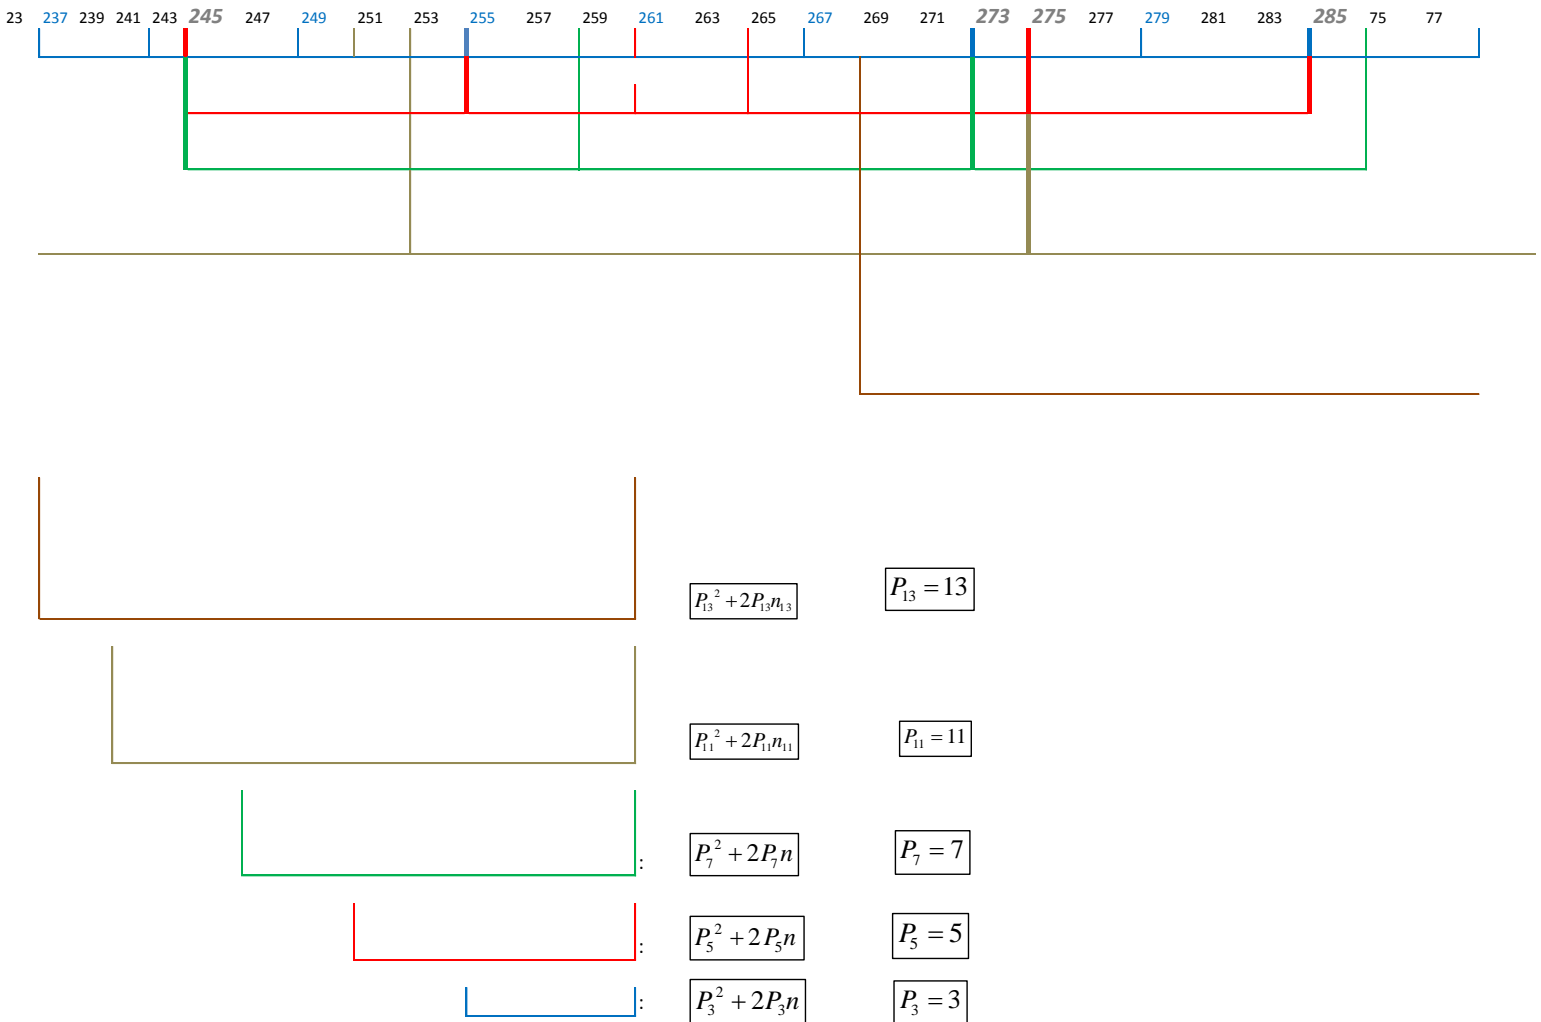 23 237 239 241 243 245 247 249 251 253 255 257 259 261 263 265 267 269 271 273 275 277 279 281 283 285 75 77
P₁₃² + 2P₁₃n₁₃ P₁₃ = 13
P₁₁² + 2P₁₁n₁₁ P₁₁ = 11
: P₇² + 2P₇n P₇ = 7
: P₅² + 2P₅n P₅ = 5
: P₃² + 2P₃n P₃ = 3